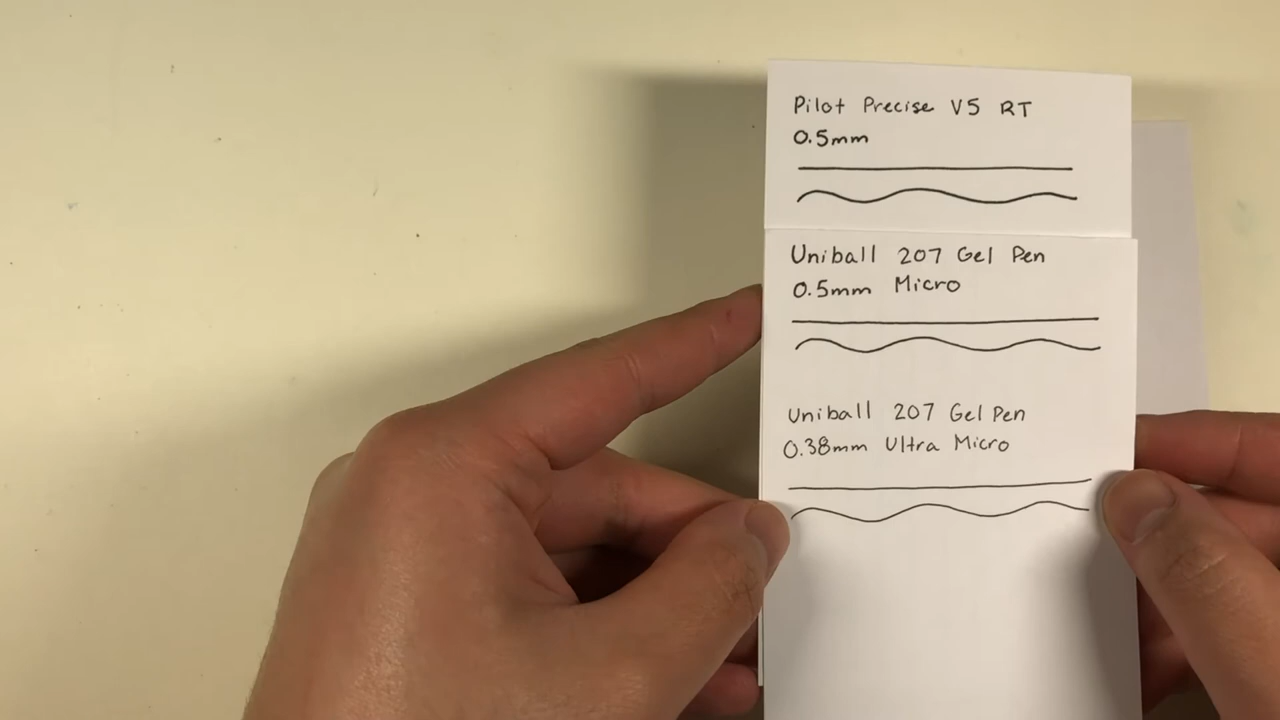 Pilot Precise V5 RT
0.5mm
Uniball 207 Gel Pen
0.5mm Micro
Uniball 207 Gel Pen
0.38mm Ultra Micro